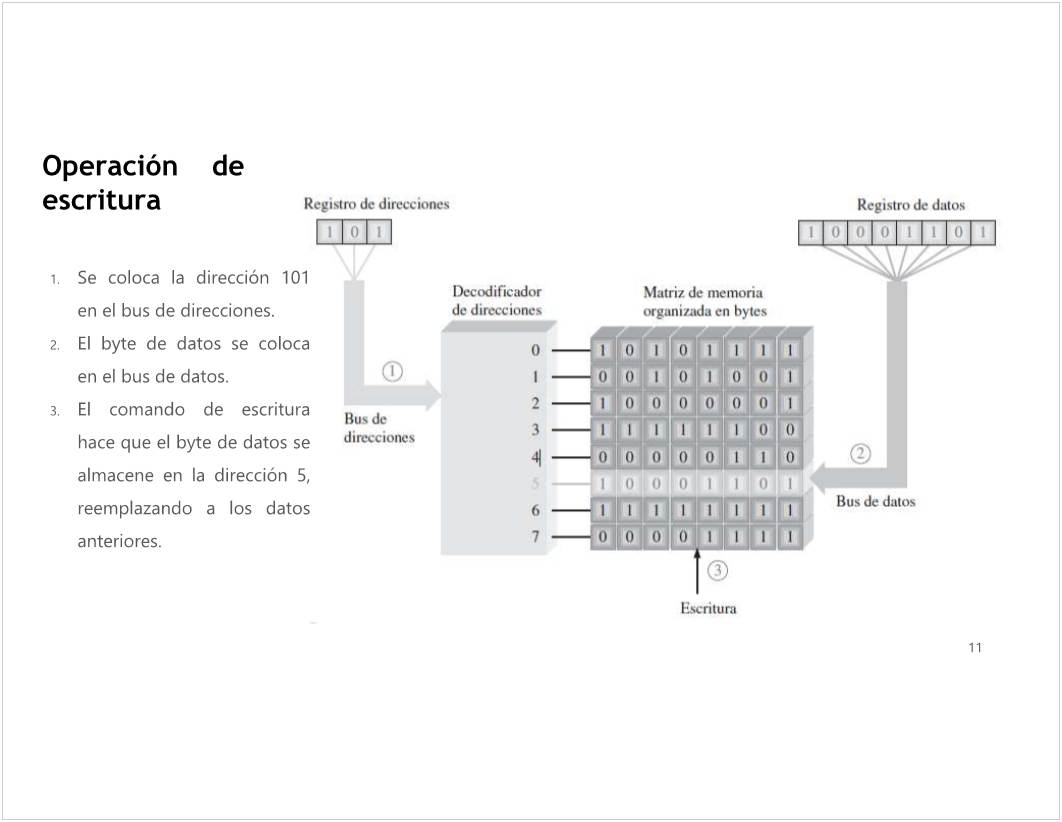 Operación de
escritura
1. Se coloca la dirección 101
en el bus de direcciones.
2. El byte de datos se coloca
en el bus de datos.
3. El comando de escritura
hace que el byte de datos se
almacene en la dirección 5,
reemplazando a los datos
anteriores.
Registro de direcciones
1 0 1
Registro de datos
1 0 0 0 1 1 0 1
Decodificador
de direcciones
Matriz de memoria
organizada en bytes
0 1 0 1 0 1 1 1 1
1 0 0 1 0 1 0 0 1
2 1 0 0 0 0 0 0 1
3 1 1 1 1 1 1 0 0
4 0 0 0 0 0 1 1 0
5 1 0 0 0 1 1 0 1
6 1 1 1 1 1 1 1 1
7 0 0 0 0 1 1 1 1
1
Bus de
direcciones
2
Bus de datos
3
Escritura
11